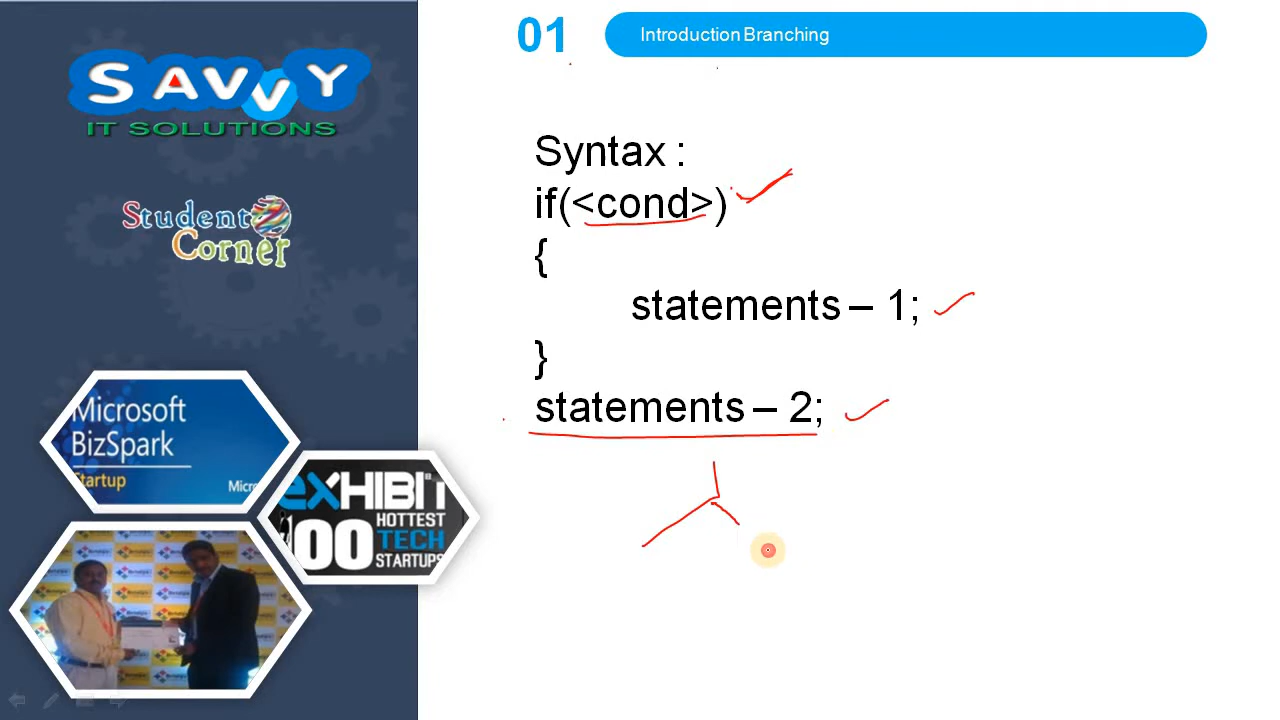 01
Introduction Branching
SAVVY
IT SOLUTIONS
Student
Corner
Syntax :
if(<cond>)
{
statements – 1;
}
statements – 2;
Microsoft
BizSpark
Startup
Micros
exHIBIT
100
HOTTEST
TECH
STARTUPS